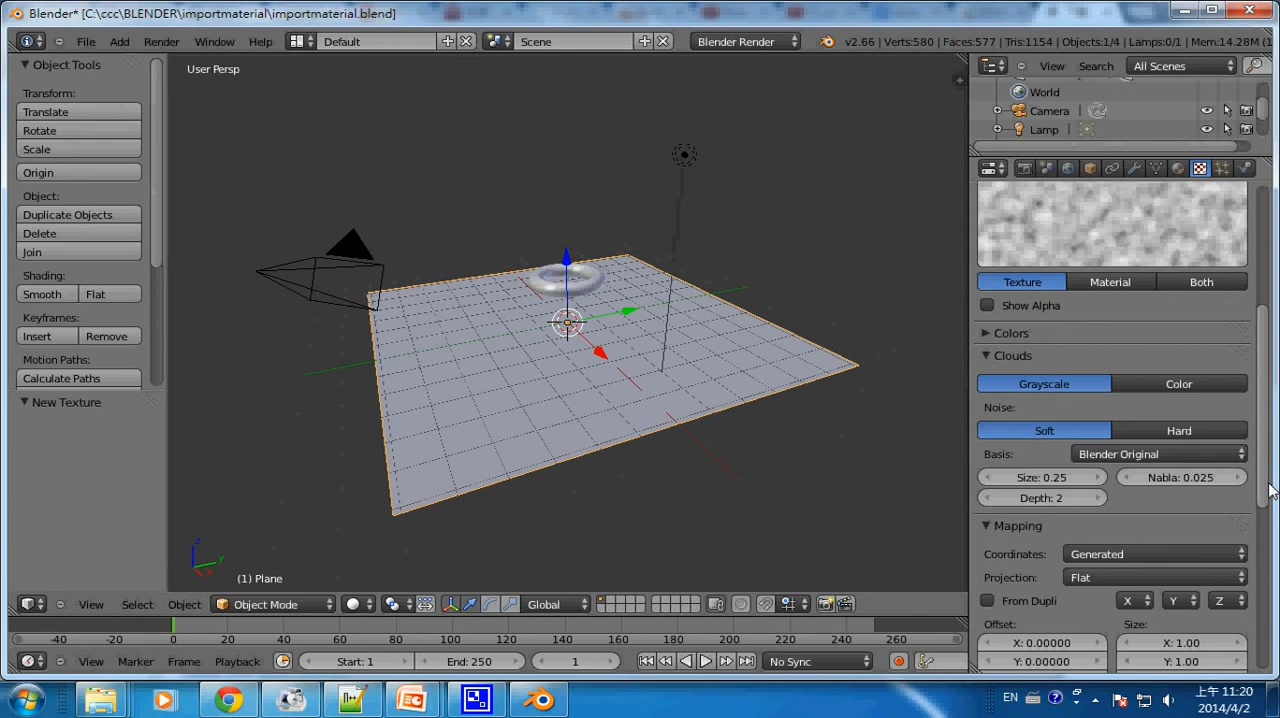 Blender* [C:\ccc\BLENDER\importmaterial\importmaterial.blend]
File Add Render Window Help Default Scene Blender Render v2.66 | Verts:580 | Faces:577 | Tris:1154 | Objects:1/4 | Lamps:0/1 | Mem:14.28M (1
Object Tools
Transform:
Translate
Rotate
Scale
Origin
Object:
Duplicate Objects
Delete
Join
Shading:
Smooth Flat
Keyframes:
Insert Remove
Motion Paths:
Calculate Paths
New Texture
User Persp
z
y
(1) Plane
View Search All Scenes
World
Camera |
Lamp |
Texture Material Both
Show Alpha
Colors
Clouds
Grayscale Color
Noise:
Soft Hard
Basis: Blender Original
Size: 0.25 Nabla: 0.025
Depth: 2
Mapping
Coordinates: Generated
Projection: Flat
From Dupli X Y Z
Offset: Size:
X: 0.00000 X: 1.00
Y: 0.00000 Y: 1.00
View Select Object Object Mode Global
-40 -20 0 20 40 60 80 100 120 140 160 180 200 220 240 260
View Marker Frame Playback Start: 1 End: 250 1 No Sync
EN
上午 11:20
2014/4/2